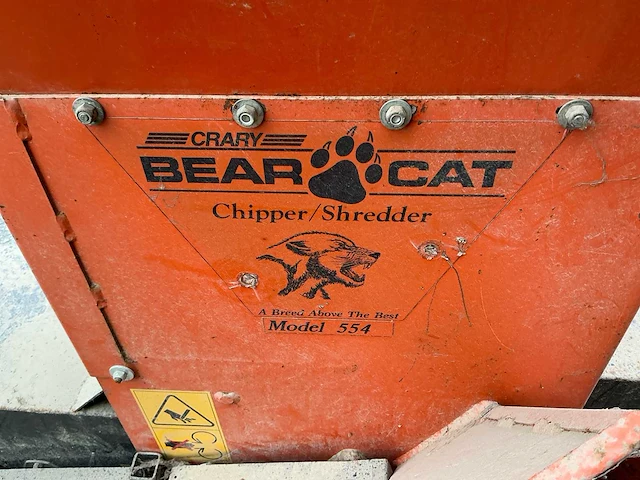 CRARY
BEAR CAT
Chipper/Shredder
A Breed Above The Best
Model 554